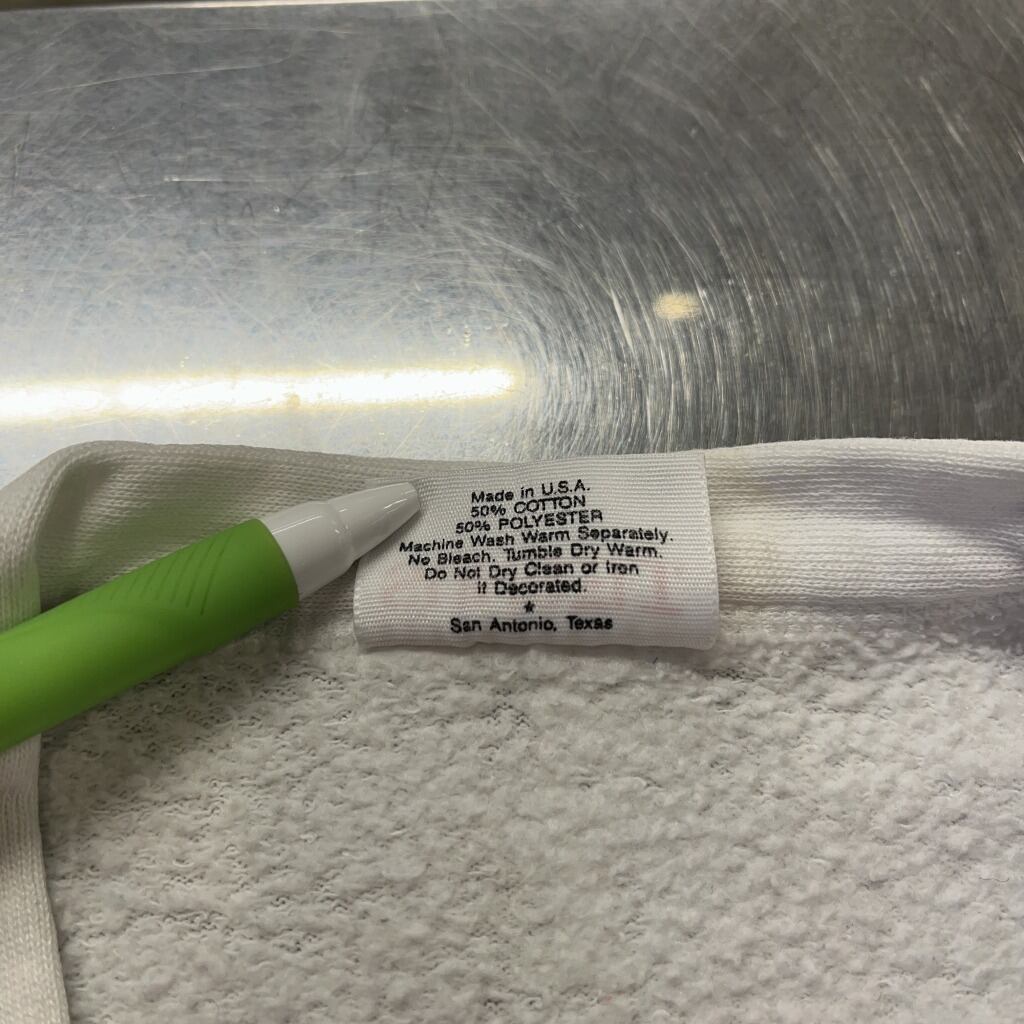 Made in U.S.A.
50% COTTON
50% POLYESTER
Machine Wash Warm Separately.
No Bleach. Tumble Dry Warm.
Do Not Dry Clean or Iron
if Decorated.
★
San Antonio, Texas